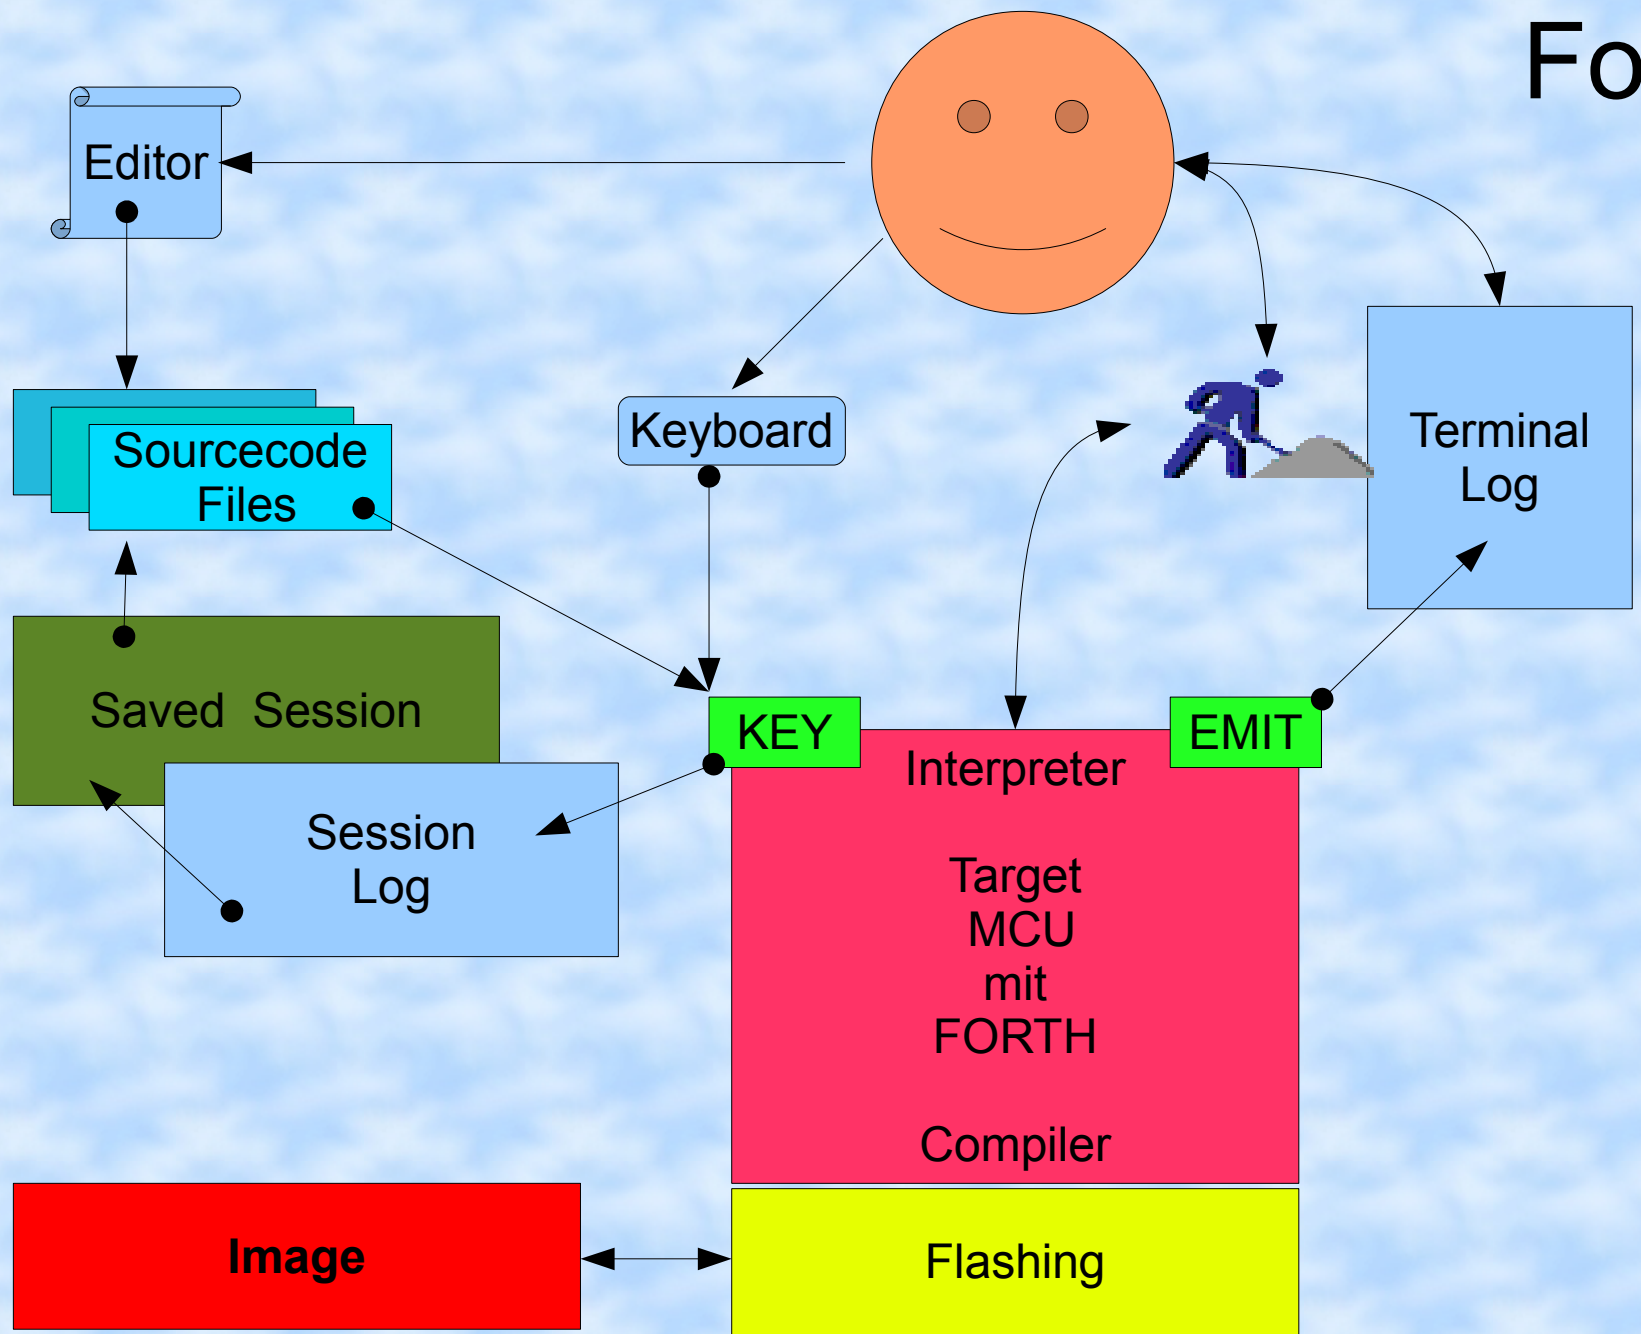 Fo
Editor
Sourcecode
Files
Keyboard
Terminal
Log
Saved Session
KEY
EMIT
Interpreter
Session
Log
Target
MCU
mit
FORTH
Compiler
Image
Flashing